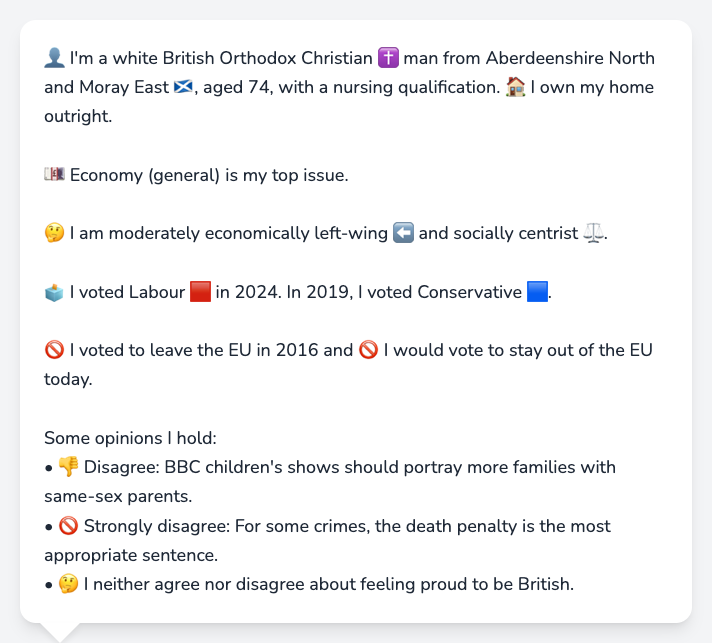 👤 I'm a white British Orthodox Christian ✝️ man from Aberdeenshire North
and Moray East 🏴󠁧󠁢󠁳󠁣󠁴󠁿, aged 74, with a nursing qualification. 🏠 I own my home
outright.
💷 Economy (general) is my top issue.
🤔 I am moderately economically left-wing ⬅️ and socially centrist ⚖️.
🗳️ I voted Labour 🟥 in 2024. In 2019, I voted Conservative 🟦.
🚫 I voted to leave the EU in 2016 and 🚫 I would vote to stay out of the EU
today.
Some opinions I hold:
• 👎 Disagree: BBC children's shows should portray more families with
same-sex parents.
• 🚫 Strongly disagree: For some crimes, the death penalty is the most
appropriate sentence.
• 🤔 I neither agree nor disagree about feeling proud to be British.